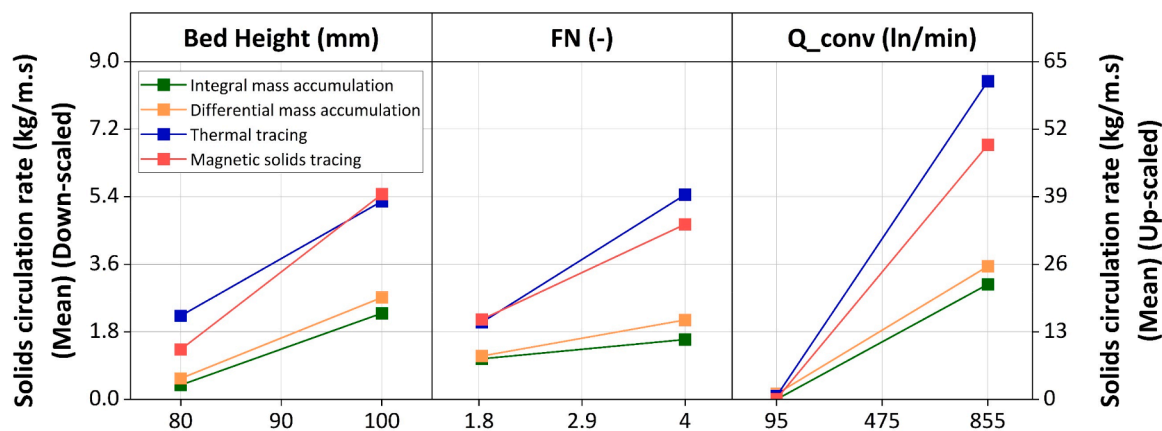 Bed Height (mm)
FN (-)
Q_conv (ln/min)
Solids circulation rate (kg/m.s)
(Mean) (Down-scaled)
9.0
7.2
5.4
3.6
1.8
0.0
Integral mass accumulation
Differential mass accumulation
Thermal tracing
Magnetic solids tracing
80
90
100
1.8
2.9
4
95
475
855
65
52
39
26
13
0
Solids circulation rate (kg/m.s)
(Mean) (Up-scaled)